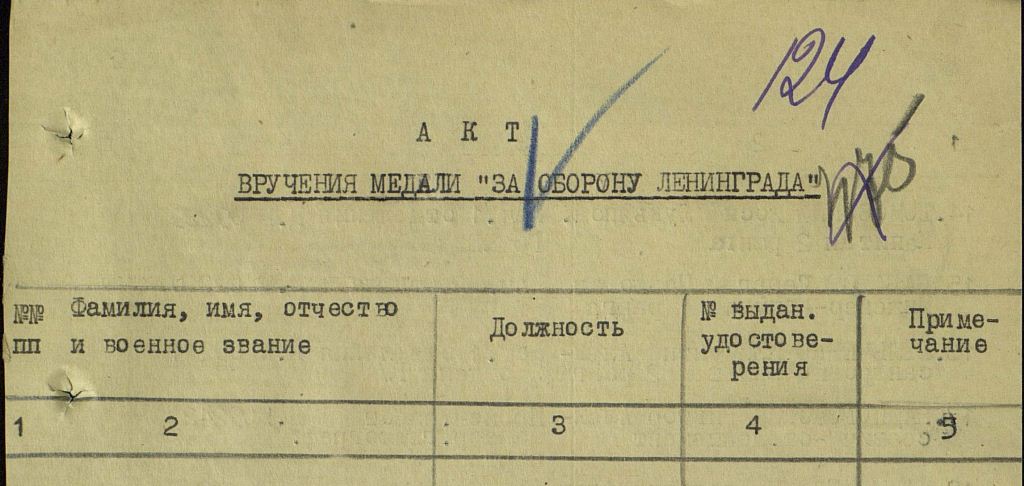 124
А К Т
ВРУЧЕНИЯ МЕДАЛИ "ЗА ОБОРОНУ ЛЕНИНГРАДА"
№№ пп
Фамилия, имя, отчество
и военное звание
Должность
№ выдан.
удостове-
рения
Приме-
чание
1 2 3 4 5